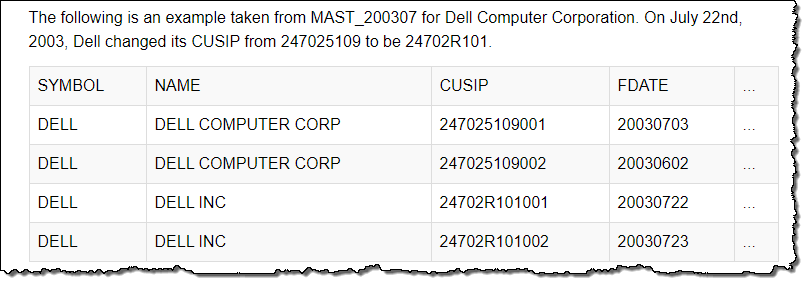 The following is an example taken from MAST_200307 for Dell Computer Corporation. On July 22nd,
2003, Dell changed its CUSIP from 247025109 to be 24702R101.
SYMBOL NAME CUSIP FDATE ...
DELL DELL COMPUTER CORP 247025109001 20030703 ...
DELL DELL COMPUTER CORP 247025109002 20030602 ...
DELL DELL INC 24702R101001 20030722 ...
DELL DELL INC 24702R101002 20030723 ...